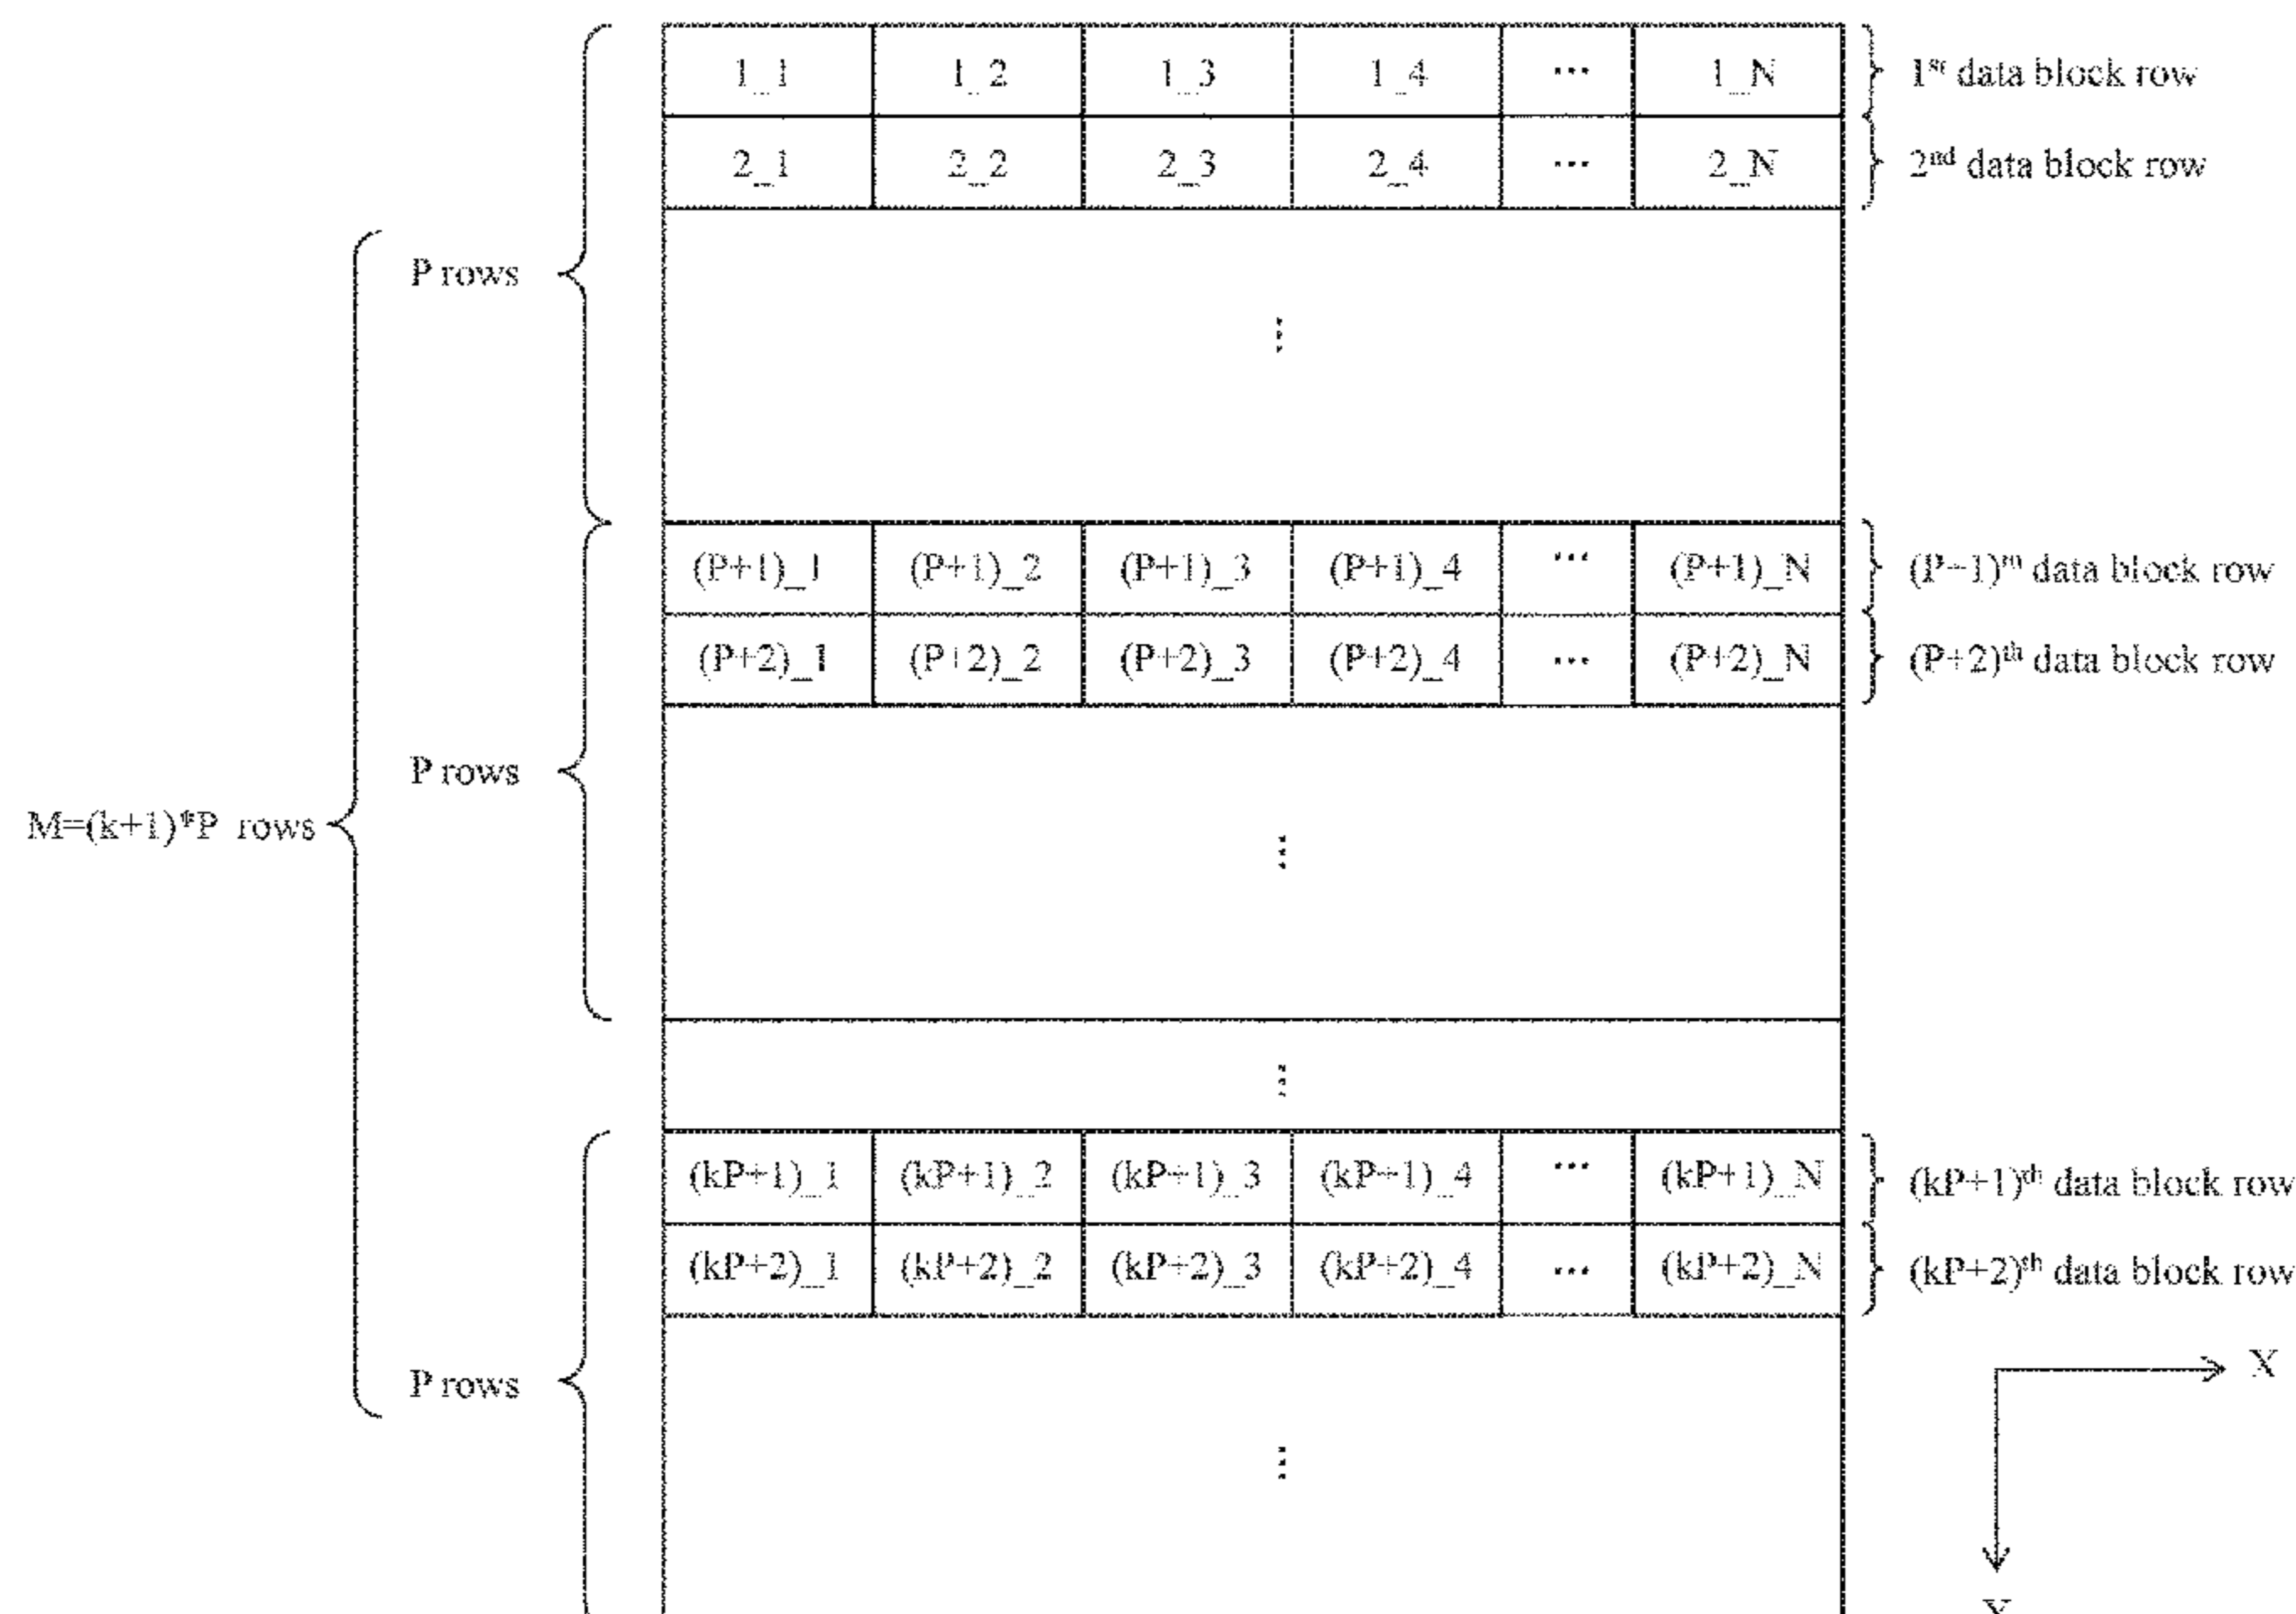 1_1 1_2 1_3 1_4 ... 1_N 1st data block row
2_1 2_2 2_3 2_4 ... 2_N 2nd data block row
P rows
⋮
(P+1)_1 (P+1)_2 (P+1)_3 (P+1)_4 ... (P+1)_N (P+1)th data block row
(P+2)_1 (P+2)_2 (P+2)_3 (P+2)_4 ... (P+2)_N (P+2)th data block row
P rows
M=(k+1)*P rows
⋮
⋮
(kP+1)_1 (kP+1)_2 (kP+1)_3 (kP+1)_4 ... (kP+1)_N (kP+1)th data block row
(kP+2)_1 (kP+2)_2 (kP+2)_3 (kP+2)_4 ... (kP+2)_N (kP+2)th data block row
X
P rows
⋮
Y